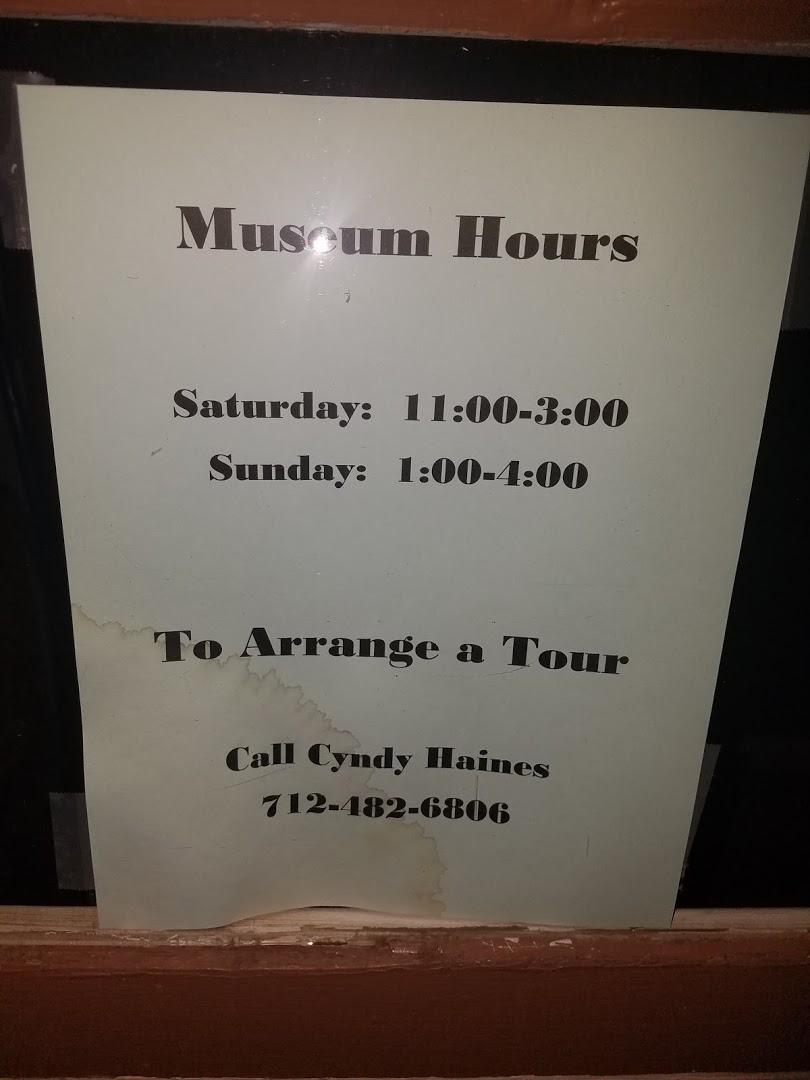 Museum Hours
Saturday: 11:00-3:00
Sunday: 1:00-4:00
To Arrange a Tour
Call Cyndy Haines
712-482-6806